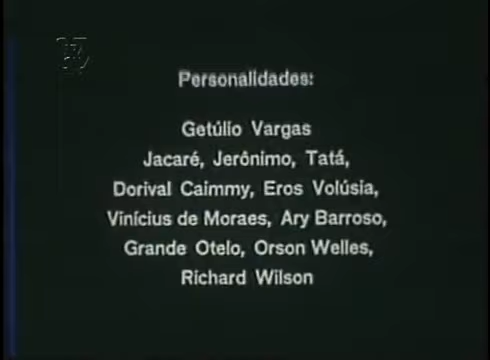 Personalidades:
Getúlio Vargas
Jacaré, Jerônimo, Tatá,
Dorival Caimmy, Eros Volúsia,
Vinícius de Moraes, Ary Barroso,
Grande Otelo, Orson Welles,
Richard Wilson